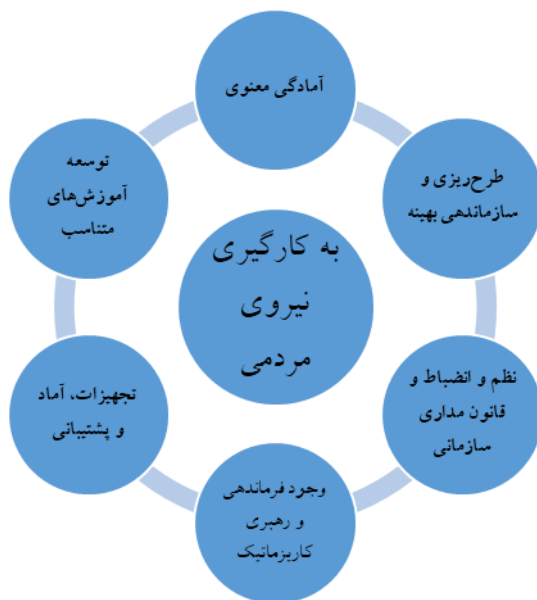 آمادگی معنوی
طرح‌ریزی و
سازماندهی بهینه
نظم و انضباط و
قانون مداری
سازمانی
وجود فرماندهی
و رهبری
کاریزماتیک
تجهیزات، آماد
و پشتیبانی
توسعه
آموزش‌های
متناسب
به کارگیری
نیروی
مردمی